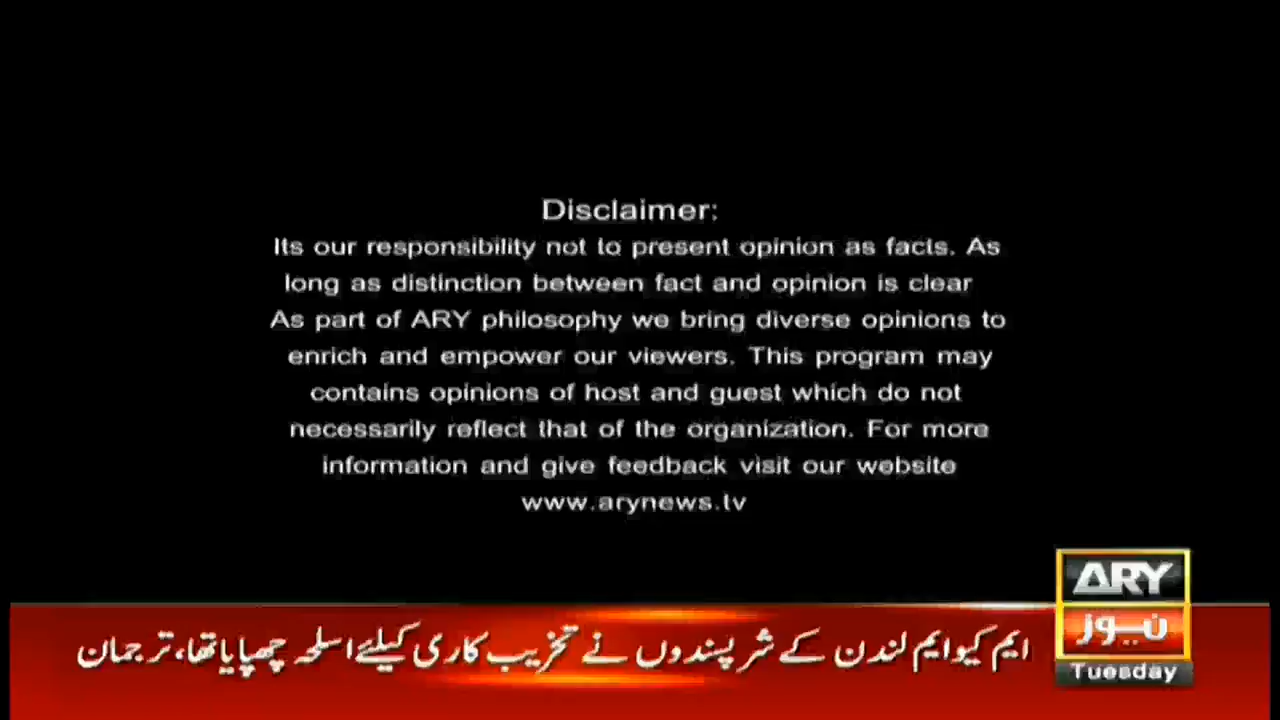 Disclaimer:
Its our responsibility not to present opinion as facts. As
long as distinction between fact and opinion is clear
As part of ARY philosophy we bring diverse opinions to
enrich and empower our viewers. This program may
contains opinions of host and guest which do not
necessarily reflect that of the organization. For more
information and give feedback visit our website
www.arynews.tv
ARY
نیوز
Tuesday
ایم کیو ایم لندن کے شرپسندوں نے تخریب کاری کیلئے اسلحہ چھپایا تھا، ترجمان